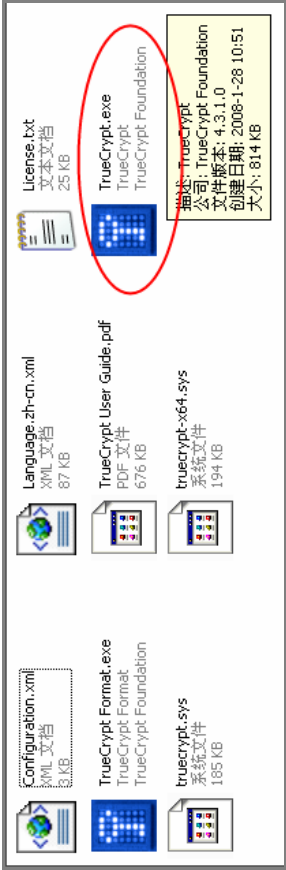 Configuration.xml
XML 文档
3 KB
Language.zh-cn.xml
XML 文档
87 KB
License.txt
文本文档
25 KB
TrueCrypt Format.exe
TrueCrypt Format
TrueCrypt Foundation
TrueCrypt User Guide.pdf
PDF 文件
676 KB
TrueCrypt.exe
TrueCrypt
TrueCrypt Foundation
truecrypt.sys
系统文件
185 KB
truecrypt-x64.sys
系统文件
194 KB
描述: TrueCrypt
公司: TrueCrypt Foundation
文件版本: 4.3.1.0
创建日期: 2008-1-28 10:51
大小: 814 KB